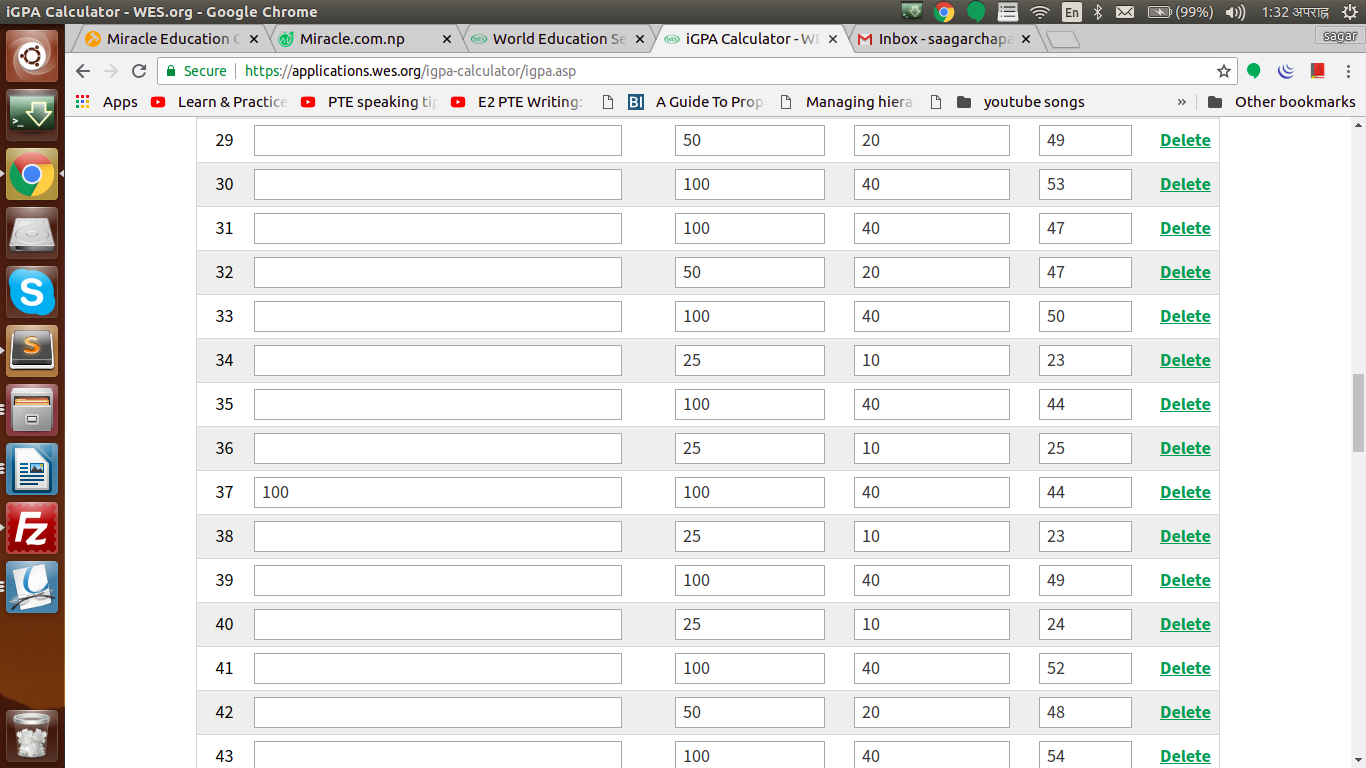 iGPA Calculator - WES.org - Google Chrome En (99%) 1:32 अपराह्न
Miracle Education C Miracle.com.np World Education Se iGPA Calculator - WE Inbox - saagarchapa sagar
Secure https://applications.wes.org/igpa-calculator/igpa.asp
Apps Learn & Practice PTE speaking tip E2 PTE Writing: BI A Guide To Prop Managing hierar youtube songs » Other bookmarks
29 50 20 49 Delete
30 100 40 53 Delete
31 100 40 47 Delete
32 50 20 47 Delete
33 100 40 50 Delete
34 25 10 23 Delete
35 100 40 44 Delete
36 25 10 25 Delete
37 100 100 40 44 Delete
38 25 10 23 Delete
39 100 40 49 Delete
40 25 10 24 Delete
41 100 40 52 Delete
42 50 20 48 Delete
43 100 40 54 Delete